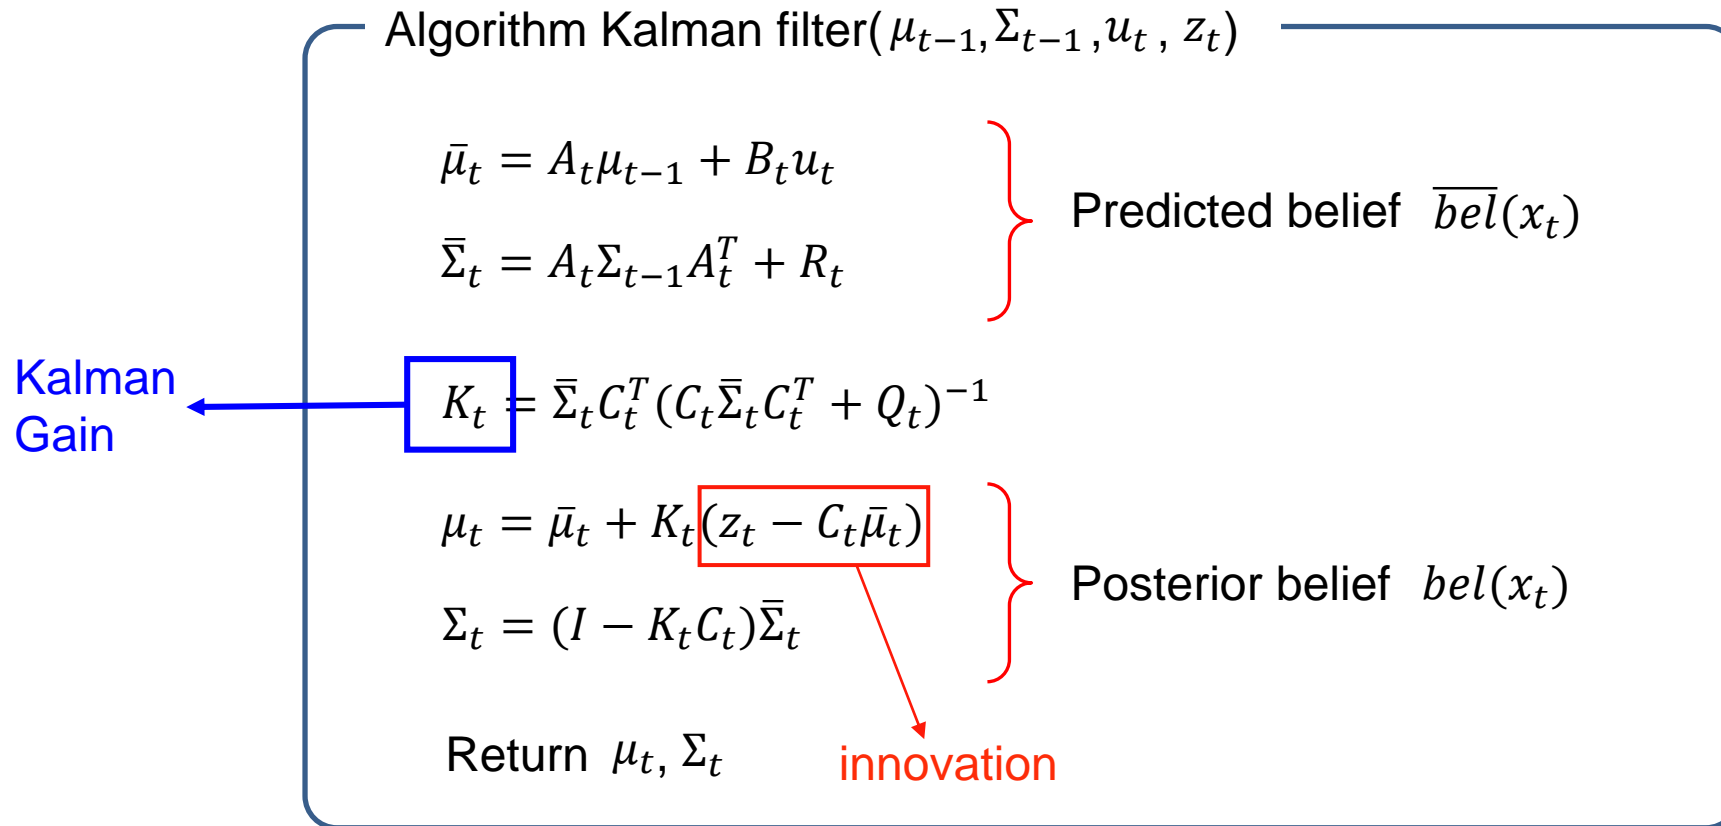 Algorithm Kalman filter(μ_{t−1}, Σ_{t−1}, u_t, z_t)
μ̄_t = A_t μ_{t−1} + B_t u_t
Σ̄_t = A_t Σ_{t−1} A_t^T + R_t
Predicted belief \overline{bel}(x_t)
Kalman
Gain
K_t = Σ̄_t C_t^T (C_t Σ̄_t C_t^T + Q_t)^{−1}
μ_t = μ̄_t + K_t(z_t − C_t μ̄_t)
Σ_t = (I − K_t C_t)Σ̄_t
Posterior belief bel(x_t)
Return μ_t, Σ_t
innovation